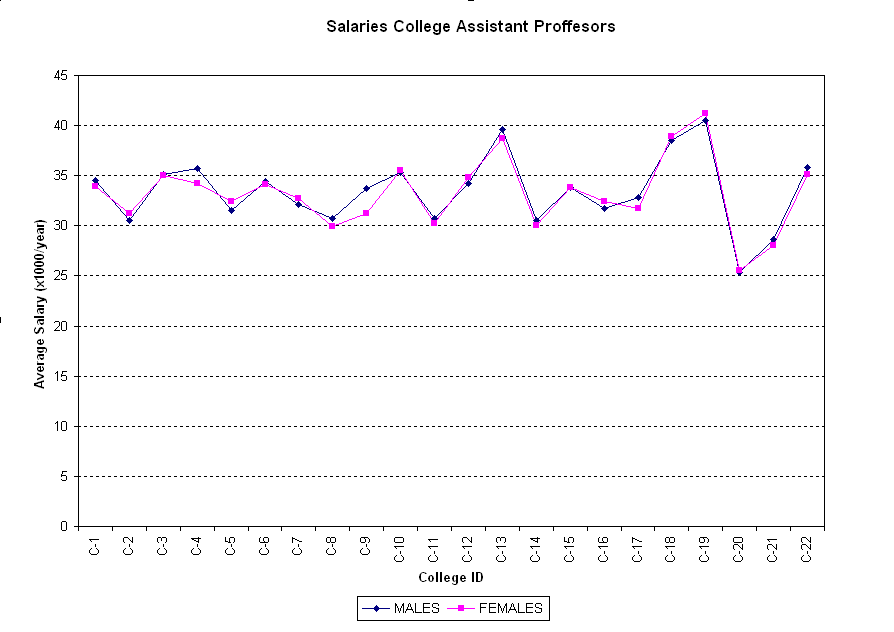 Salaries College Assistant Proffesors
45
40
35
30
25
20
15
10
5
0
Average Salary (x1000/year)
C-1
C-2
C-3
C-4
C-5
C-6
C-7
C-8
C-9
C-10
C-11
C-12
C-13
C-14
C-15
C-16
C-17
C-18
C-19
C-20
C-21
C-22
College ID
MALES FEMALES